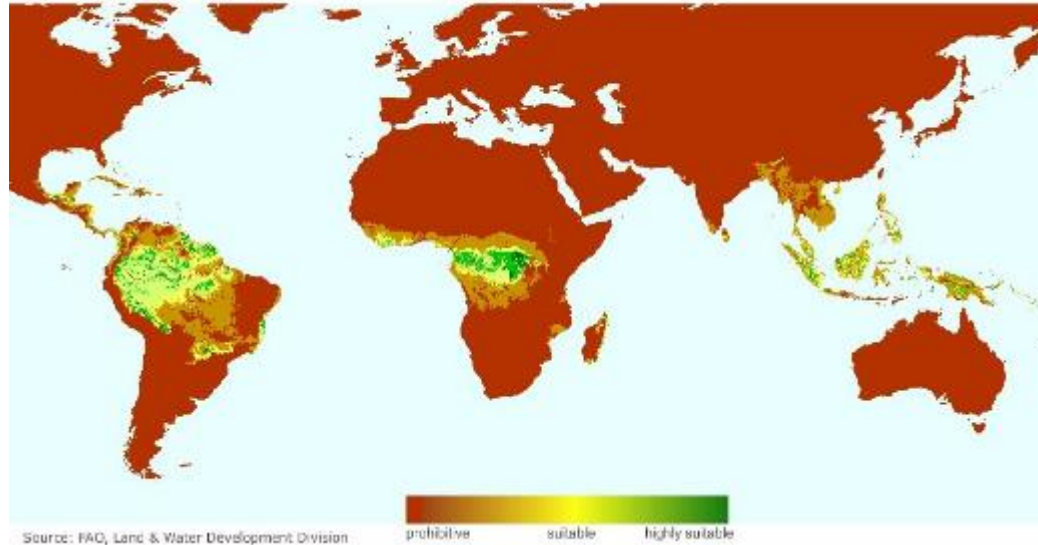 prohibitive suitable highly suitable
Source: FAO, Land & Water Development Division